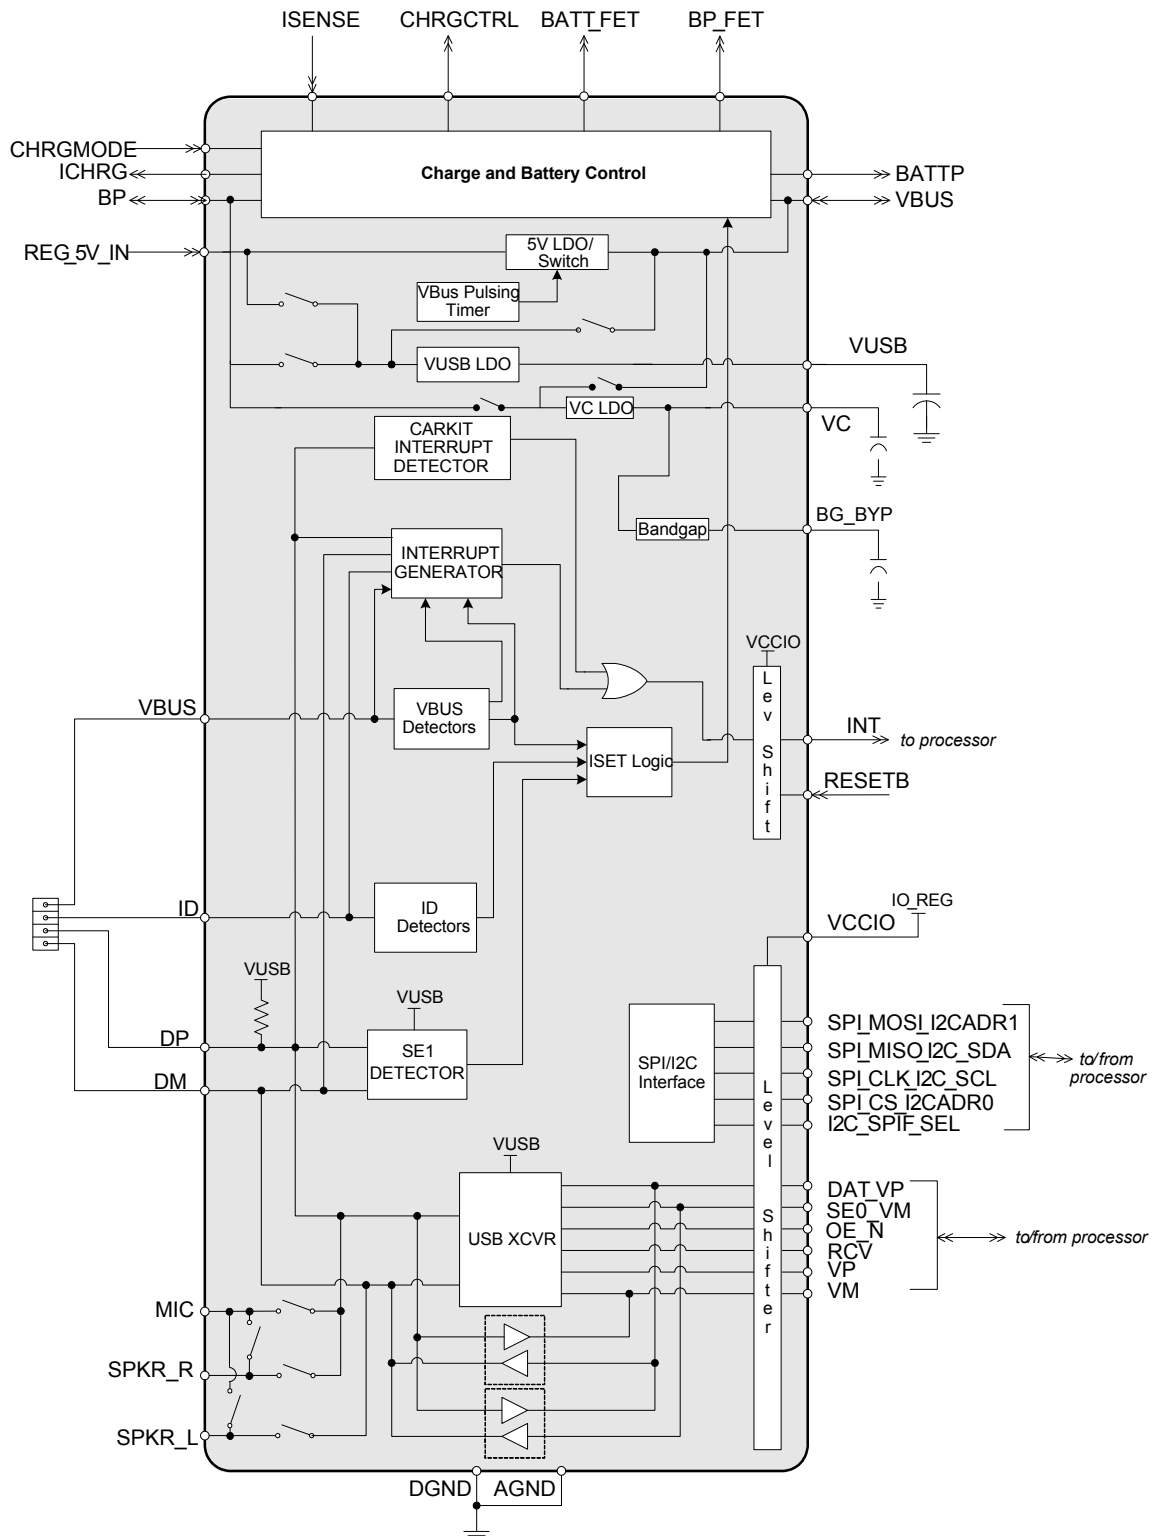 ISENSE
CHRGCTRL
BATT_FET
BP_FET
CHRGMODE
ICHRG
BP
Charge and Battery Control
BATTP
VBUS
REG_5V_IN
5V LDO/
Switch
VBus Pulsing
Timer
VUSB LDO
VUSB
VC LDO
VC
CARKIT
INTERRUPT
DETECTOR
Bandgap
BG_BYP
INTERRUPT
GENERATOR
VCCIO
Lev Shift
VBUS
VBUS
Detectors
ISET Logic
INT
to processor
RESETB
ID
ID
Detectors
IO_REG
VCCIO
VUSB
VUSB
DP
SE1
DETECTOR
DM
SPI/I2C
Interface
Level Shifter
SPI_MOSI_I2CADR1
SPI_MISO_I2C_SDA
SPI_CLK_I2C_SCL
SPI_CS_I2CADR0
I2C_SPIF_SEL
to/from
processor
VUSB
USB XCVR
DAT_VP
SE0_VM
OE_N
RCV
VP
VM
to/from processor
MIC
SPKR_R
SPKR_L
DGND
AGND